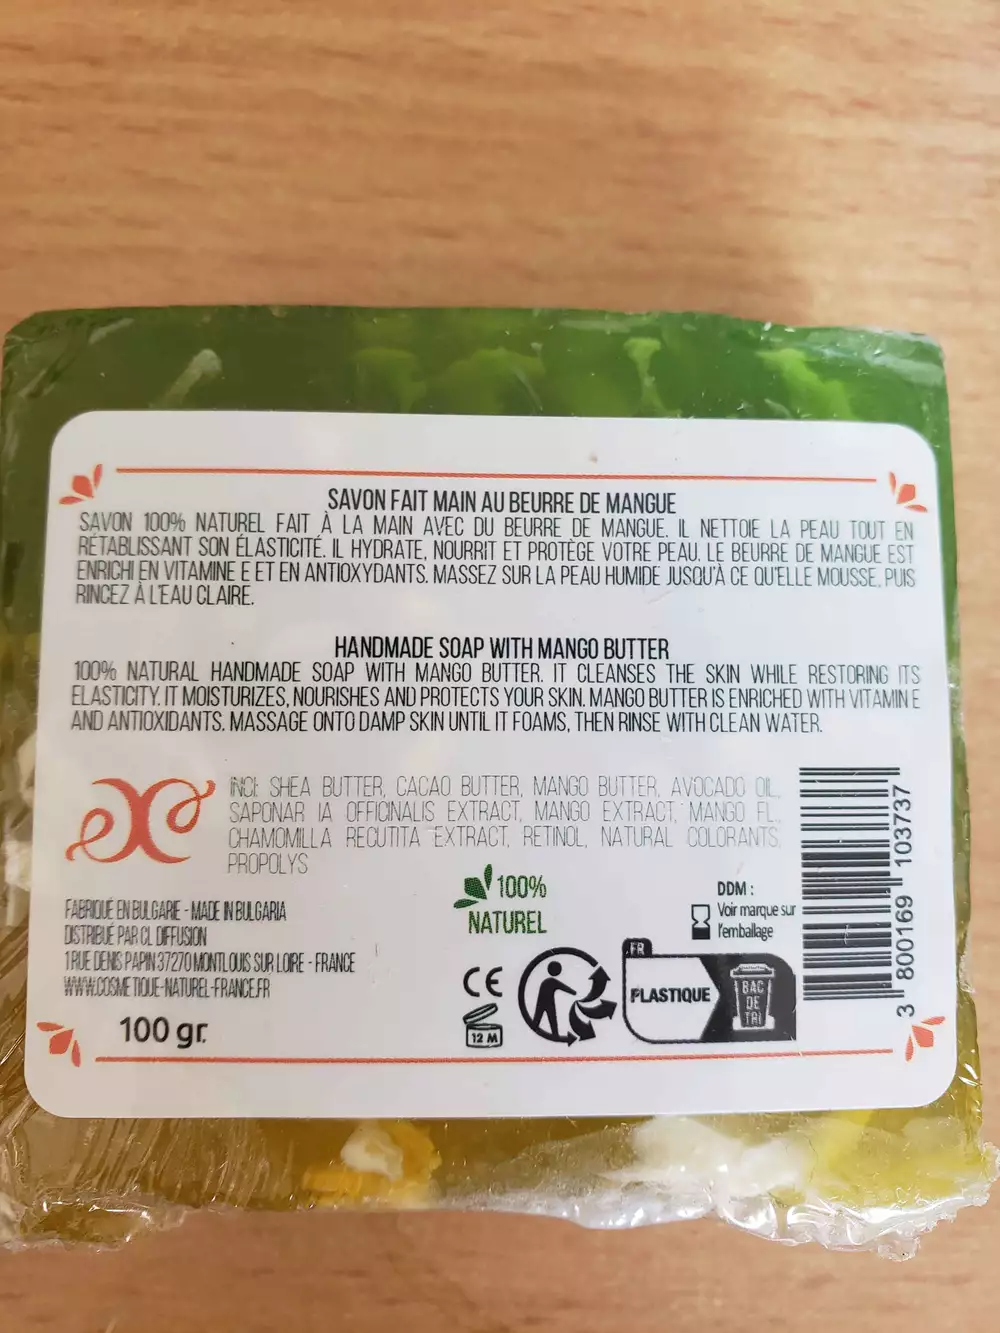 SAVON FAIT MAIN AU BEURRE DE MANGUE
SAVON 100% NATUREL FAIT À LA MAIN AVEC DU BEURRE DE MANGUE. IL NETTOIE LA PEAU TOUT EN
RÉTABLISSANT SON ÉLASTICITÉ. IL HYDRATE, NOURRIT ET PROTÈGE VOTRE PEAU. LE BEURRE DE MANGUE EST
ENRICHI EN VITAMINE E ET EN ANTIOXYDANTS. MASSEZ SUR LA PEAU HUMIDE JUSQU'À CE QU'ELLE MOUSSE, PUIS
RINCEZ À L'EAU CLAIRE.
HANDMADE SOAP WITH MANGO BUTTER
100% NATURAL HANDMADE SOAP WITH MANGO BUTTER. IT CLEANSES THE SKIN WHILE RESTORING ITS
ELASTICITY. IT MOISTURIZES, NOURISHES AND PROTECTS YOUR SKIN. MANGO BUTTER IS ENRICHED WITH VITAMIN E
AND ANTIOXIDANTS. MASSAGE ONTO DAMP SKIN UNTIL IT FOAMS, THEN RINSE WITH CLEAN WATER.
INCI: SHEA BUTTER, CACAO BUTTER, MANGO BUTTER, AVOCADO OIL,
SAPONAR IA OFFICINALIS EXTRACT, MANGO EXTRACT, MANGO FL.,
CHAMOMILLA RECUTITA EXTRACT, RETINOL, NATURAL COLORANTS,
PROPOLYS
FABRIQUÉ EN BULGARIE - MADE IN BULGARIA
DISTRIBUÉ PAR CL DIFFUSION
1 RUE DENIS PAPIN 37270 MONTLOUIS SUR LOIRE - FRANCE
WWW.COSMETIQUE-NATUREL-FRANCE.FR
100 gr.
100%
NATUREL
CE
12 M
FR
PLASTIQUE
BAC
DE
TRI
DDM :
Voir marque sur
l'emballage
3 800169 103737